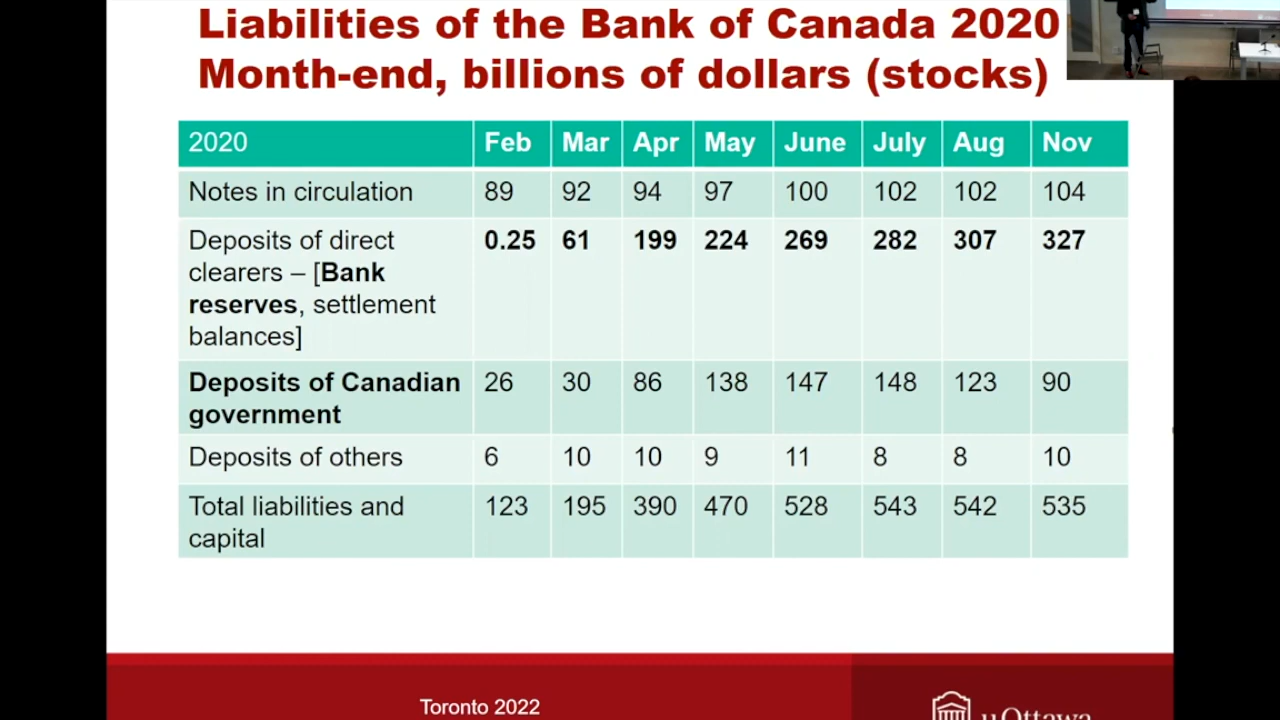 Liabilities of the Bank of Canada 2020
Month-end, billions of dollars (stocks)
2020 Feb Mar Apr May June July Aug Nov
Notes in circulation 89 92 94 97 100 102 102 104
Deposits of direct 0.25 61 199 224 269 282 307 327
clearers – [Bank
reserves, settlement
balances]
Deposits of Canadian 26 30 86 138 147 148 123 90
government
Deposits of others 6 10 10 9 11 8 8 10
Total liabilities and 123 195 390 470 528 543 542 535
capital
Toronto 2022
uOttawa